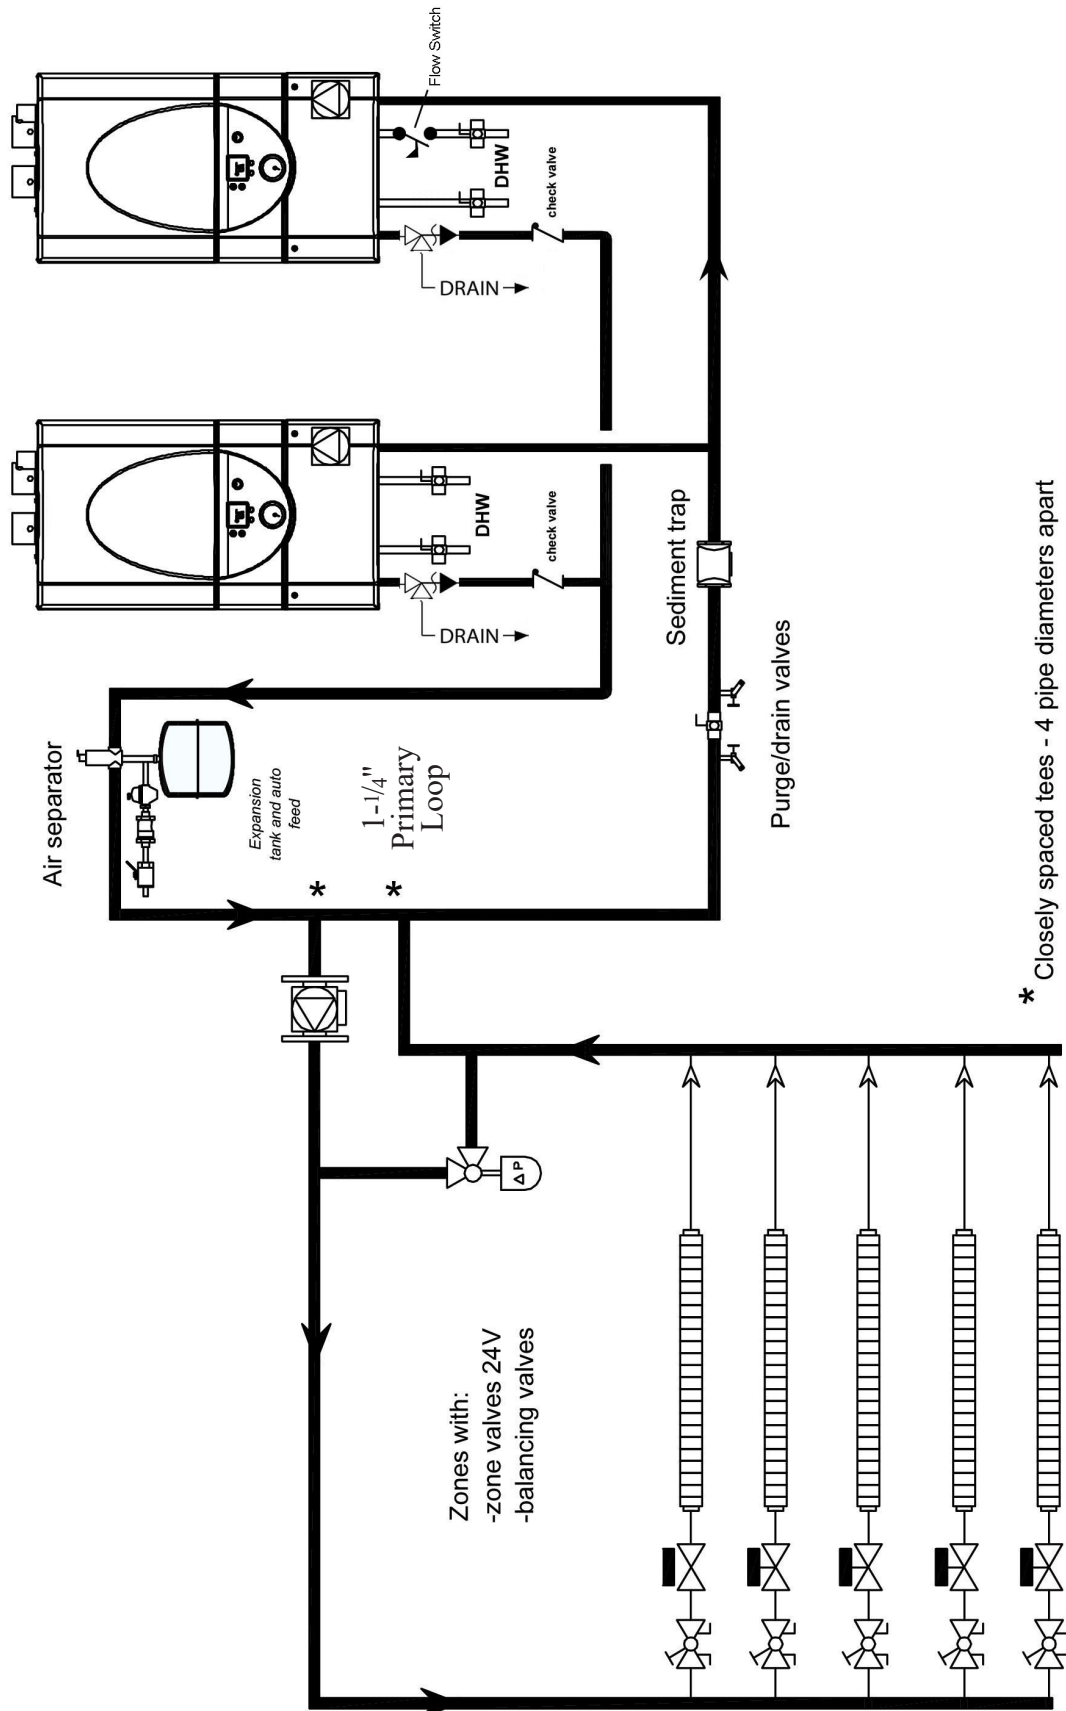 Flow Switch
DHW
check valve
DRAIN
DHW
check valve
DRAIN
Sediment trap
Purge/drain valves
Air separator
Expansion
tank and auto
feed
1-1/4"
Primary
Loop
*
*
* Closely spaced tees - 4 pipe diameters apart
ΔP
Zones with:
-zone valves 24V
-balancing valves